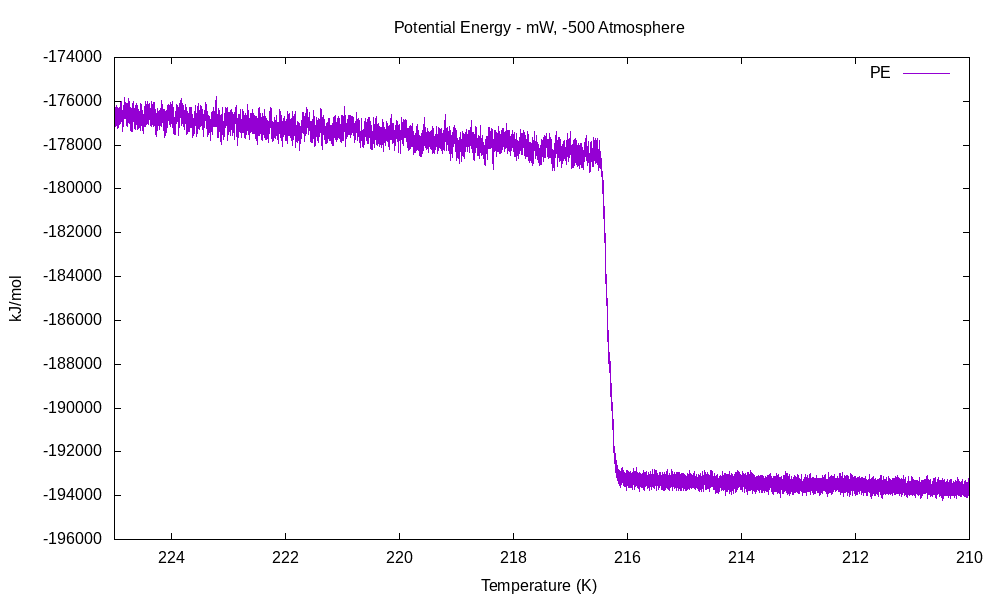 Potential Energy - mW, -500 Atmosphere
PE
-174000
-176000
-178000
-180000
-182000
-184000
-186000
-188000
-190000
-192000
-194000
-196000
kJ/mol
224 222 220 218 216 214 212 210
Temperature (K)